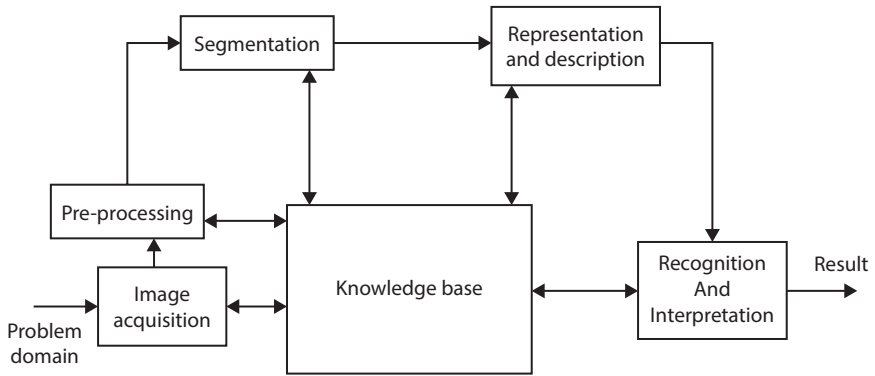 Segmentation
Representation
and description
Pre-processing
Image
acquisition
Problem
domain
Knowledge base
Recognition
And
Interpretation
Result